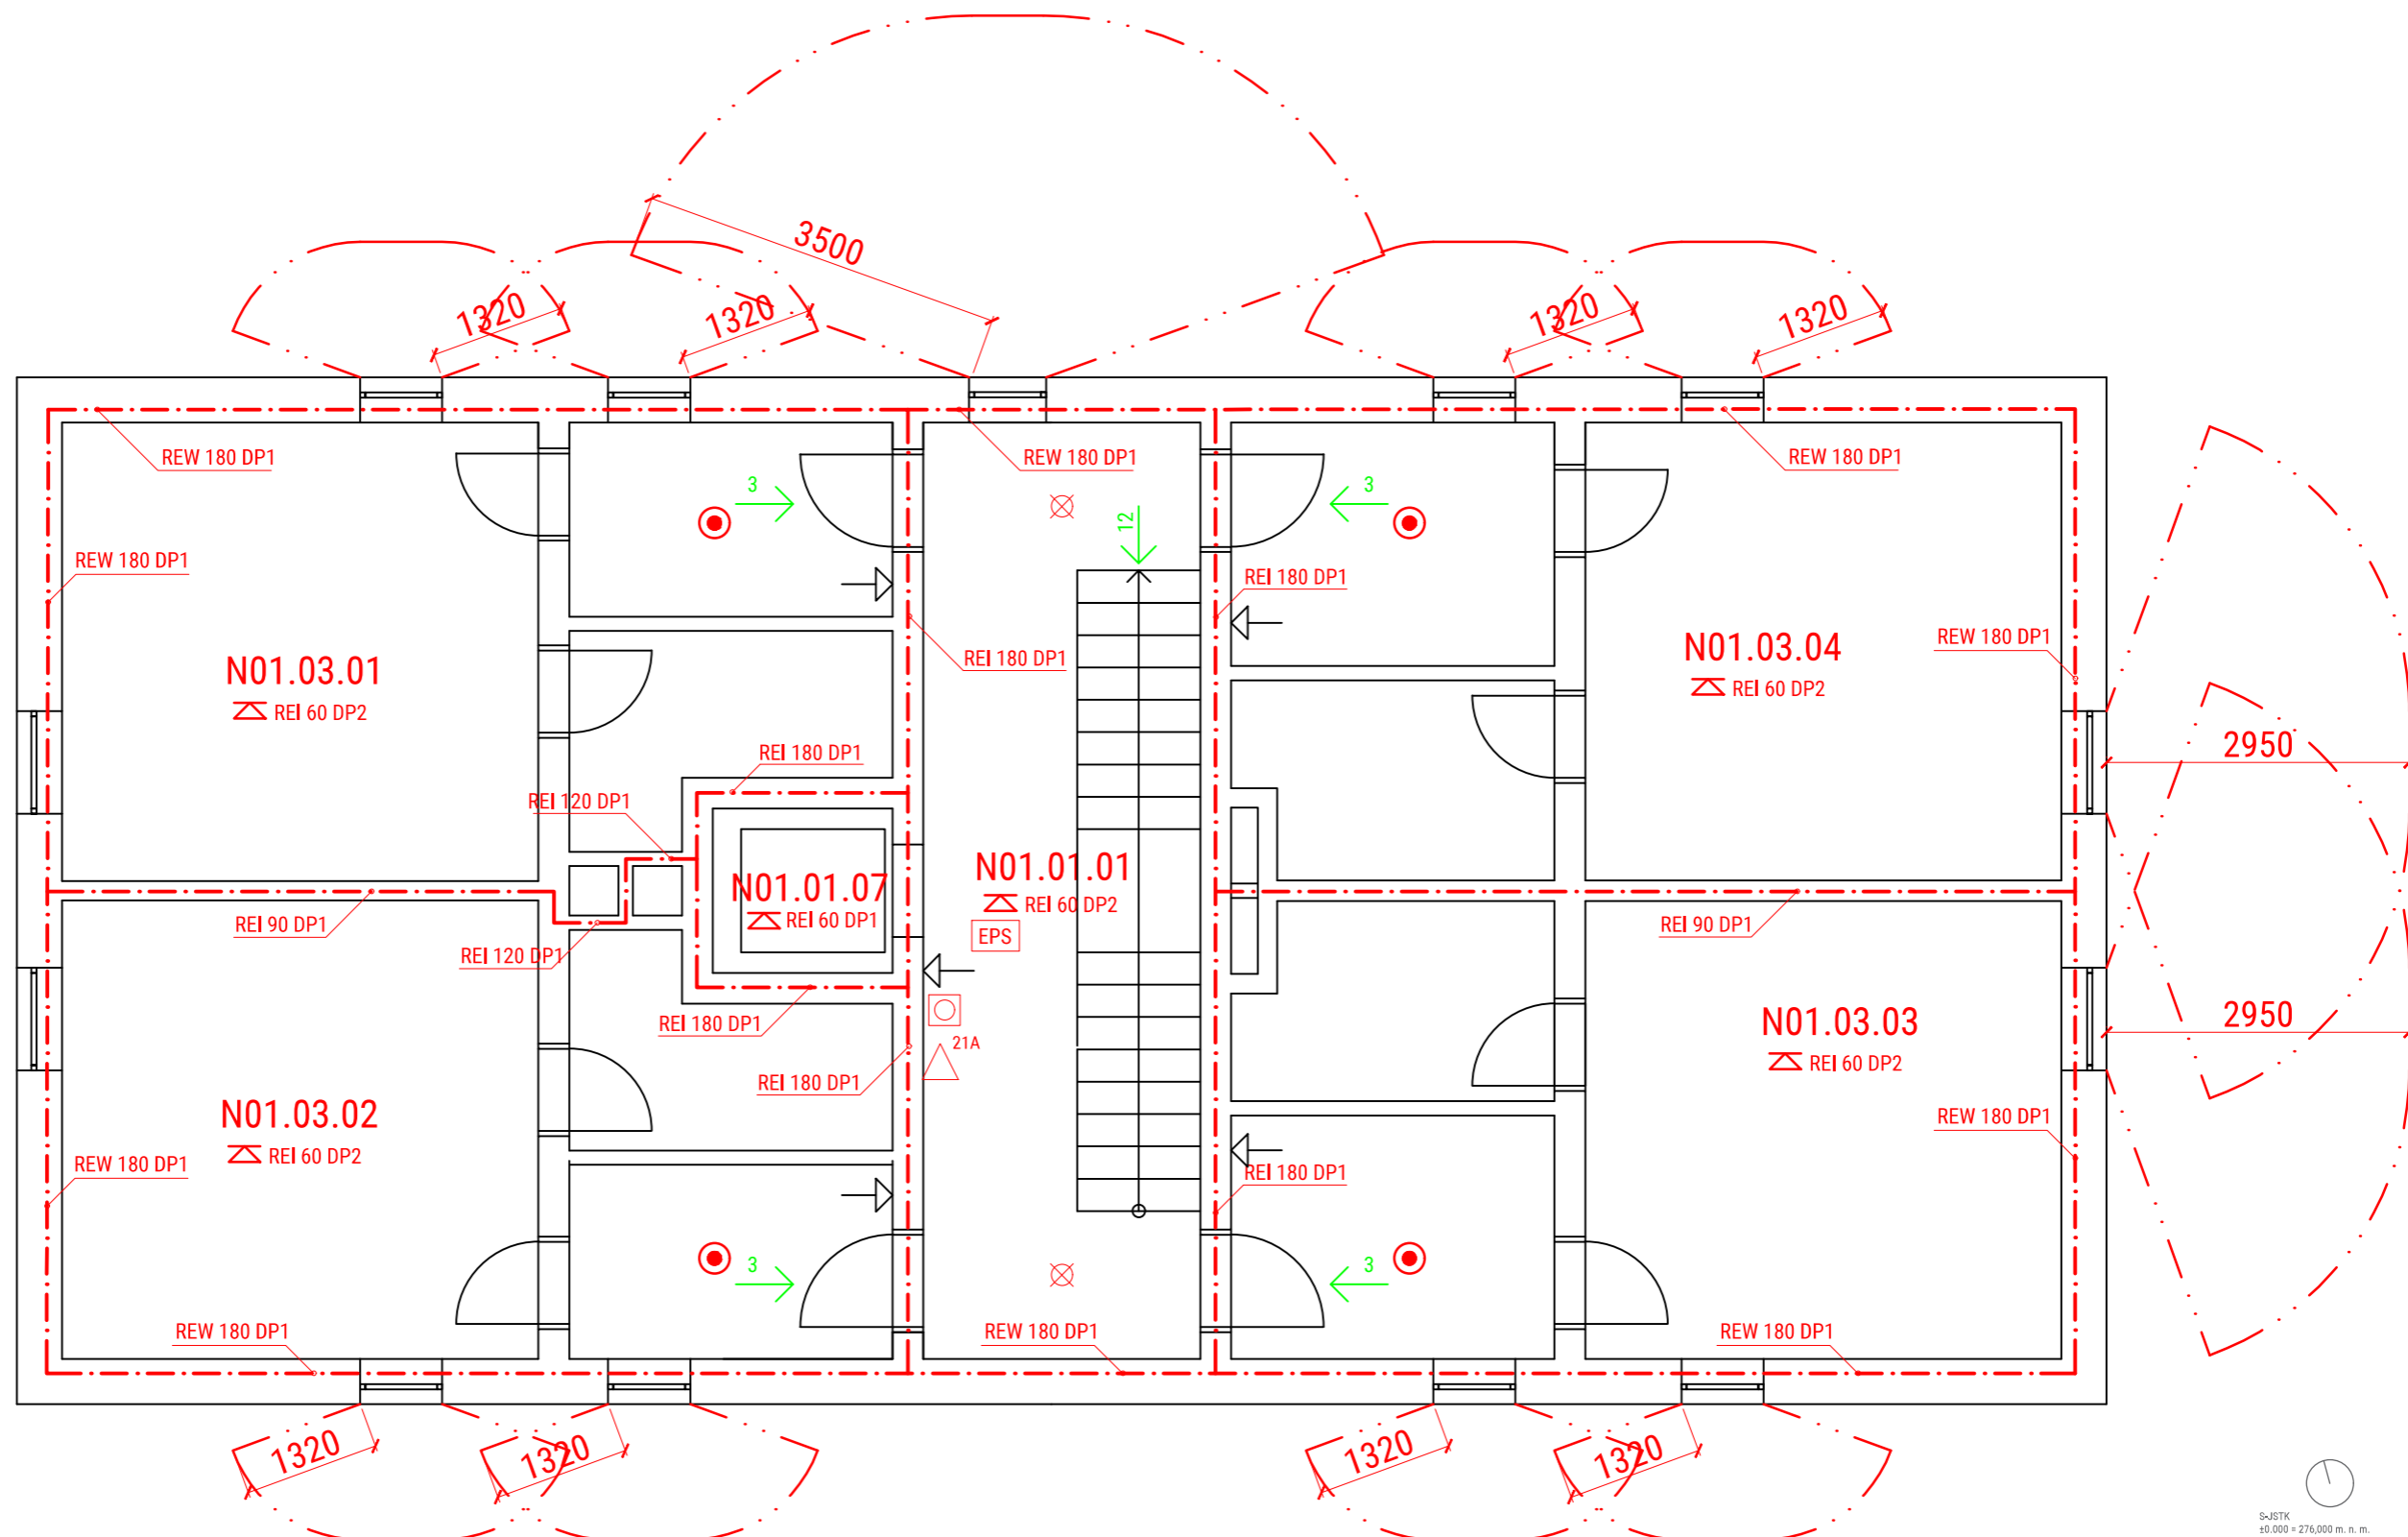 3500
1320
1320
1320
1320
REW 180 DP1
REW 180 DP1
REW 180 DP1
3
3
12
REW 180 DP1
REI 180 DP1
REI 180 DP1
REW 180 DP1
N01.03.01
REI 60 DP2
N01.03.04
REI 60 DP2
2950
REI 180 DP1
REI 120 DP1
N01.01.07
REI 60 DP1
N01.01.01
REI 60 DP2
EPS
REI 90 DP1
REI 90 DP1
REI 120 DP1
REI 180 DP1
21A
REI 180 DP1
N01.03.03
REI 60 DP2
2950
N01.03.02
REI 60 DP2
REW 180 DP1
REI 180 DP1
REW 180 DP1
3
3
REW 180 DP1
REW 180 DP1
REW 180 DP1
1320
1320
1320
1320
S-JSTK
±0.000 = 276,000 m. n. m.